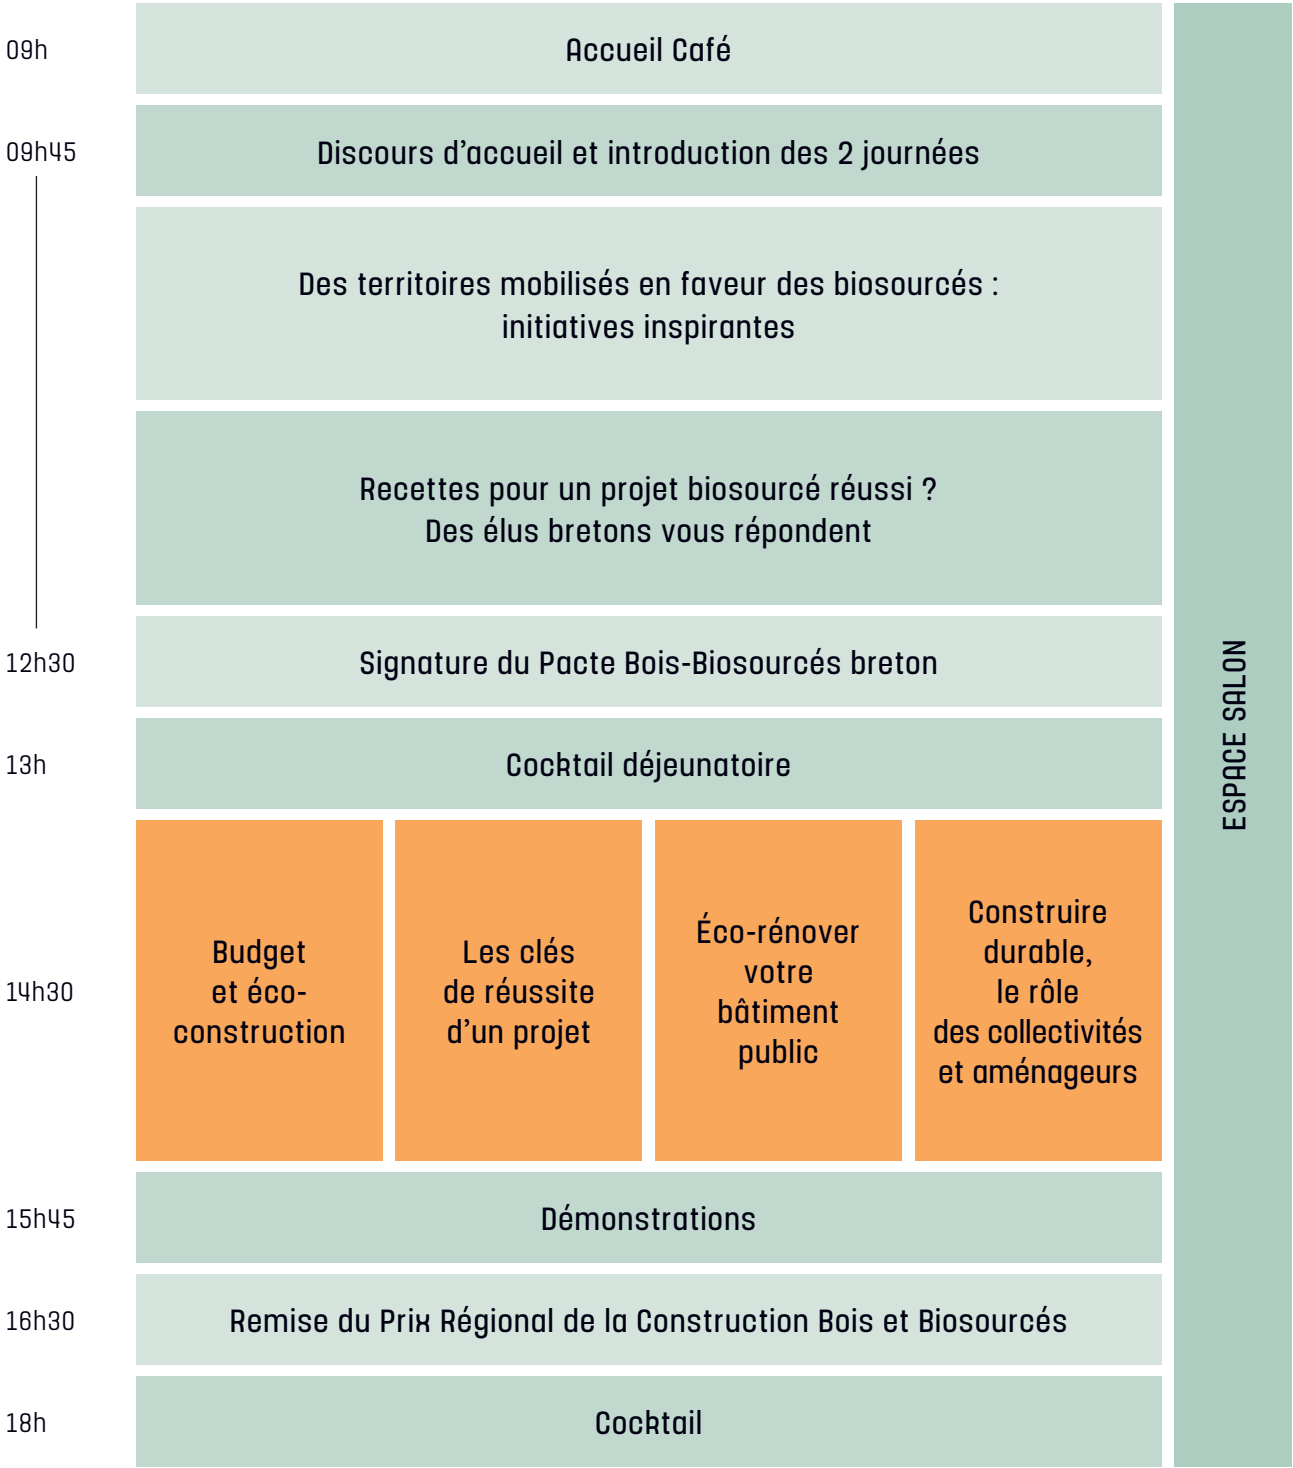 09h
Accueil Café
09h45
Discours d’accueil et introduction des 2 journées
Des territoires mobilisés en faveur des biosourcés :
initiatives inspirantes
Recettes pour un projet biosourcé réussi ?
Des élus bretons vous répondent
12h30
Signature du Pacte Bois-Biosourcés breton
13h
Cocktail déjeunatoire
14h30
Budget
et éco-
construction
Les clés
de réussite
d’un projet
Éco-rénover
votre
bâtiment
public
Construire
durable,
le rôle
des collectivités
et aménageurs
15h45
Démonstrations
16h30
Remise du Prix Régional de la Construction Bois et Biosourcés
18h
Cocktail
ESPACE SALON